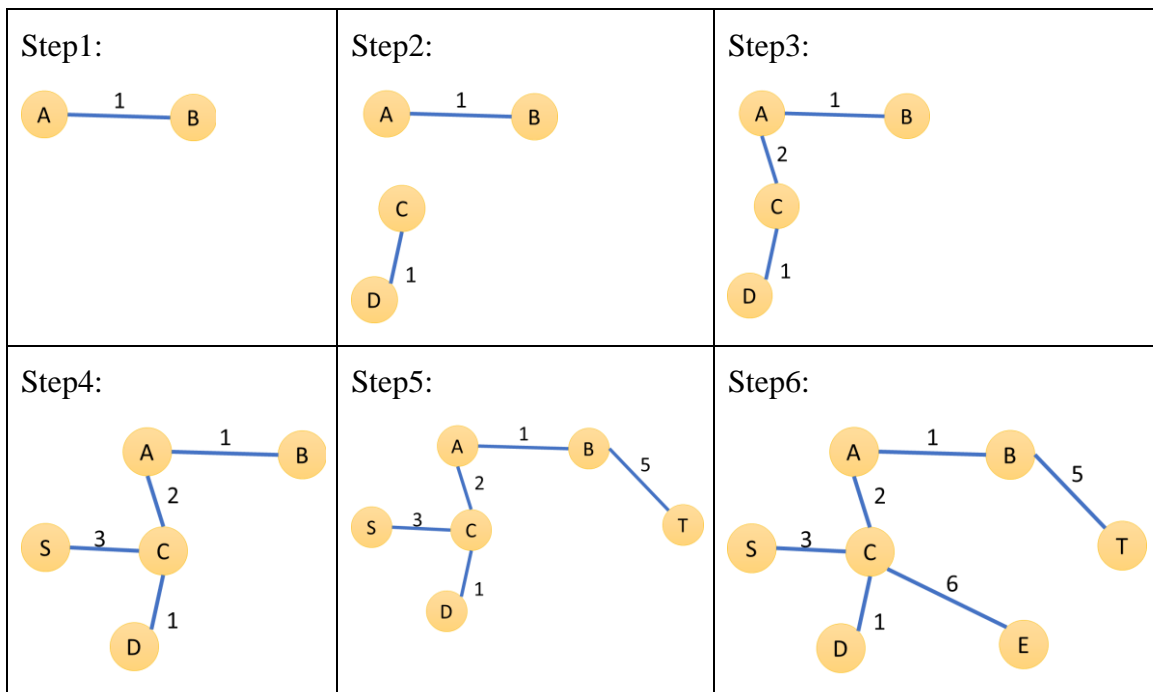 Step1:
A 1 B
Step2:
A 1 B
C
1
D
Step3:
A 1 B
2
C
1
D
Step4:
A 1 B
2
S 3 C
1
D
Step5:
A 1 B
5
2
S 3 C T
1
D
Step6:
A 1 B
5
2
S 3 C T
6
1
D E